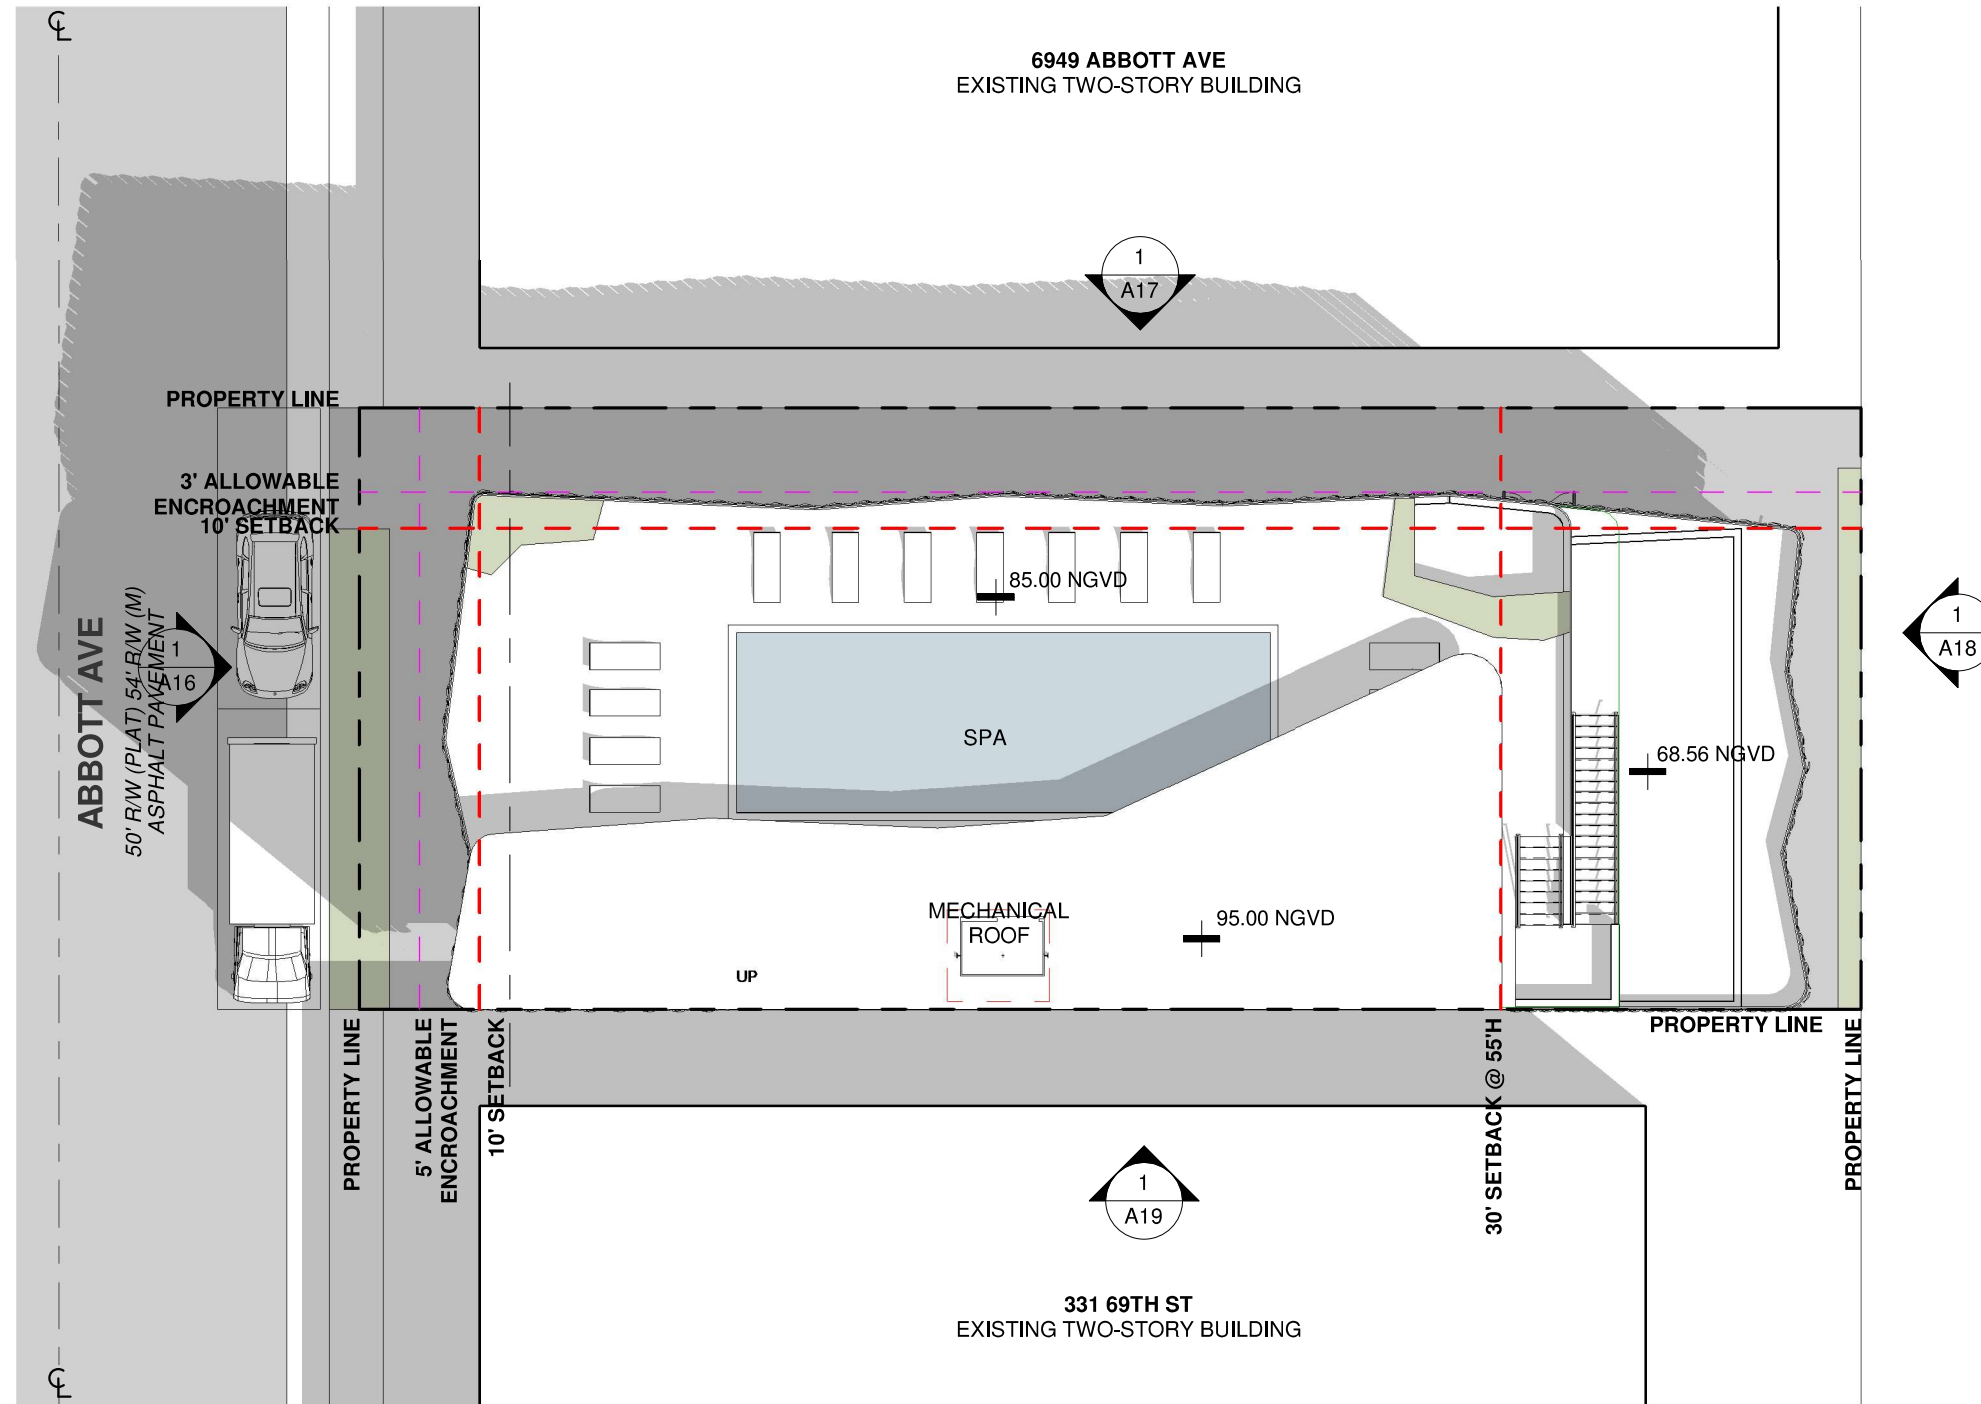 ℄
6949 ABBOTT AVE
EXISTING TWO-STORY BUILDING
1
A17
PROPERTY LINE
3' ALLOWABLE
ENCROACHMENT
10' SETBACK
85.00 NGVD
1
A18
ABBOTT AVE
50' R/W (PLAT) 54' R/W (M)
ASPHALT PAVEMENT
1
A16
SPA
68.56 NGVD
MECHANICAL
ROOF
95.00 NGVD
UP
PROPERTY LINE
5' ALLOWABLE
ENCROACHMENT
10' SETBACK
30' SETBACK @ 55'H
PROPERTY LINE
PROPERTY LINE
1
A19
331 69TH ST
EXISTING TWO-STORY BUILDING
℄